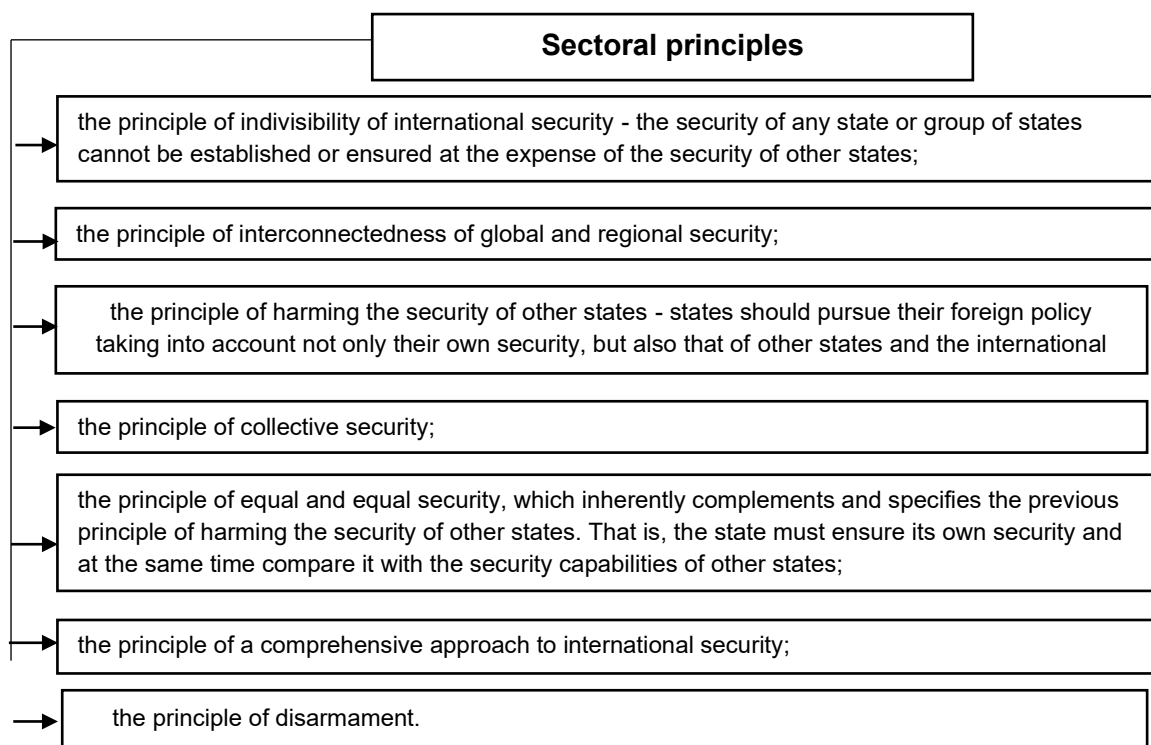 Sectoral principles
the principle of indivisibility of international security - the security of any state or group of states
cannot be established or ensured at the expense of the security of other states;
the principle of interconnectedness of global and regional security;
the principle of harming the security of other states - states should pursue their foreign policy
taking into account not only their own security, but also that of other states and the international
the principle of collective security;
the principle of equal and equal security, which inherently complements and specifies the previous
principle of harming the security of other states. That is, the state must ensure its own security and
at the same time compare it with the security capabilities of other states;
the principle of a comprehensive approach to international security;
the principle of disarmament.